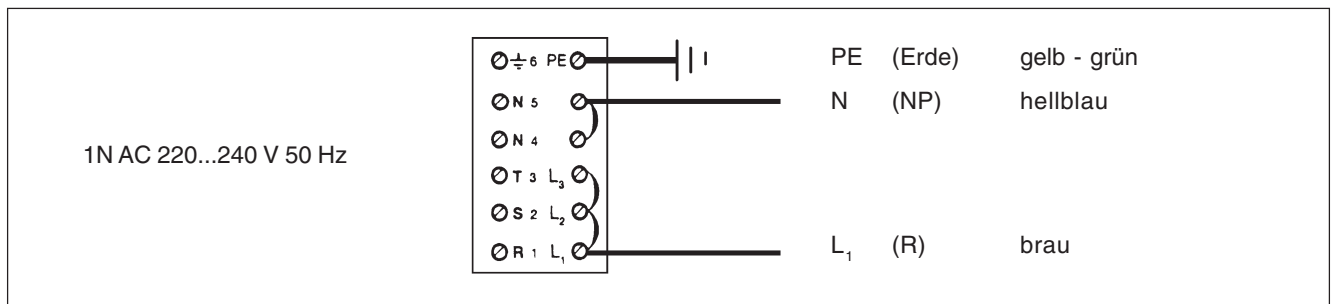 ⏚ 6 PE
PE (Erde) gelb - grün
N 5
N (NP) hellblau
N 4
1N AC 220...240 V 50 Hz
T 3 L₃
S 2 L₂
R 1 L₁
L₁ (R) brau